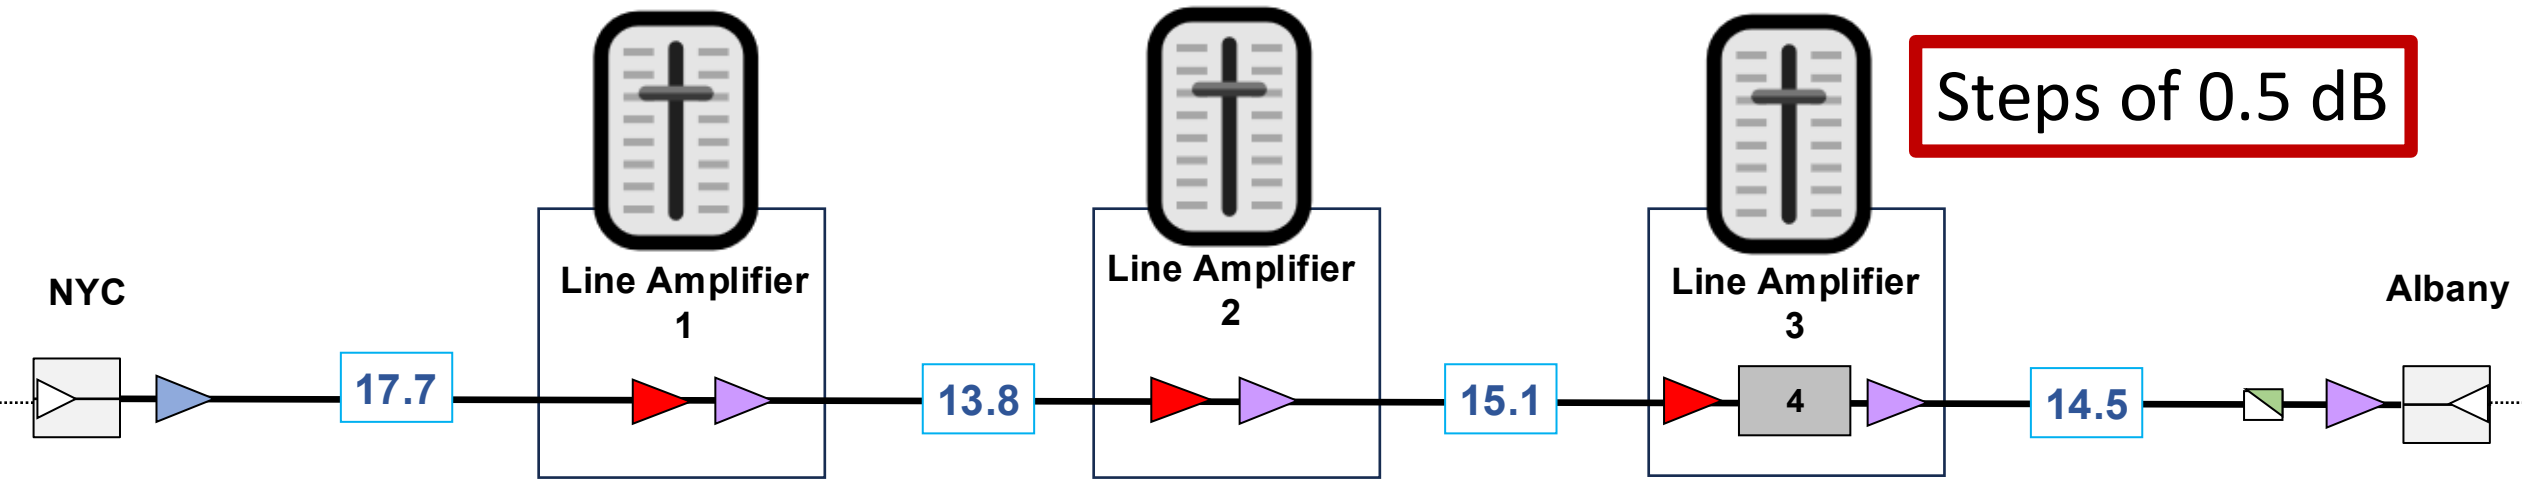 Steps of 0.5 dB
NYC
Line Amplifier
1
Line Amplifier
2
Line Amplifier
3
Albany
17.7
13.8
15.1
4
14.5